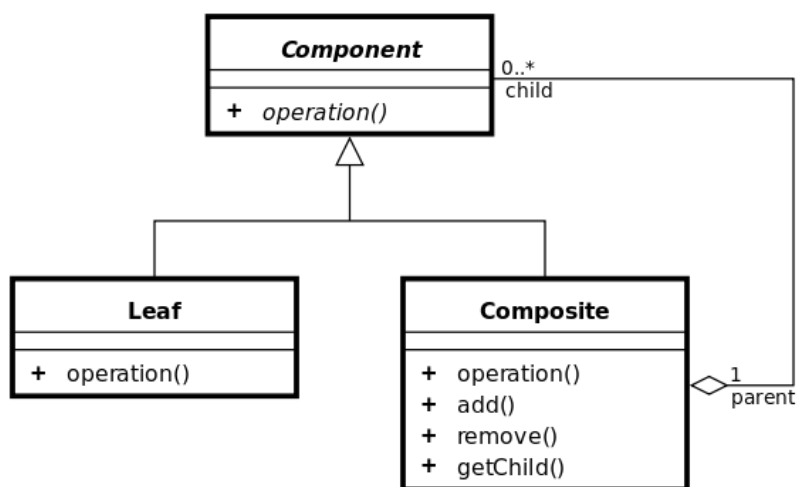 Component
+ operation()
0..*
child
Leaf
+ operation()
Composite
+ operation()
+ add()
+ remove()
+ getChild()
1
parent